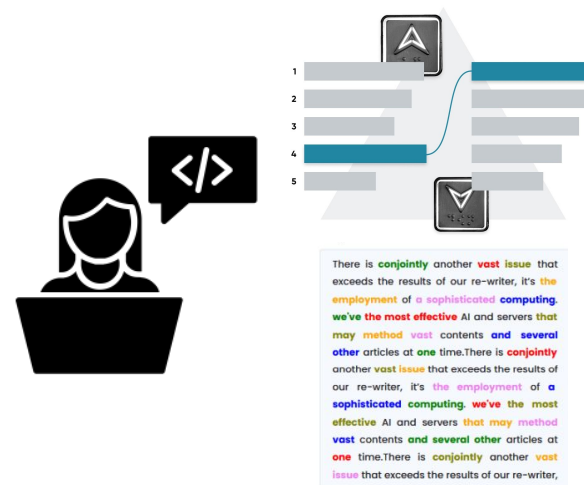 </>
1
2
3
4
5
There is conjointly another vast issue that
exceeds the results of our re-writer, it's the
employment of a sophisticated computing.
we've the most effective AI and servers that
may method vast contents and several
other articles at one time.There is conjointly
another vast issue that exceeds the results of
our re-writer, it's the employment of a
sophisticated computing. we've the most
effective AI and servers that may method
vast contents and several other articles at
one time.There is conjointly another vast
issue that exceeds the results of our re-writer,